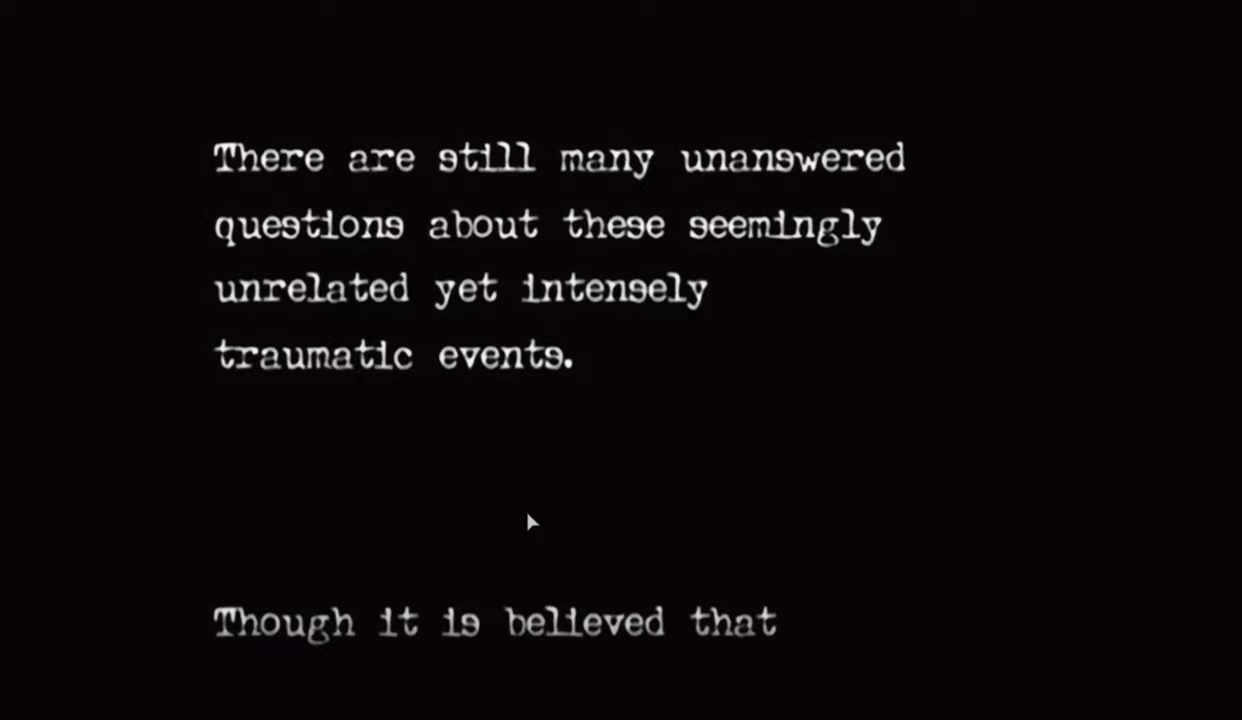 There are still many unanswered
questions about these seemingly
unrelated yet intensely
traumatic events.
Though it is believed that